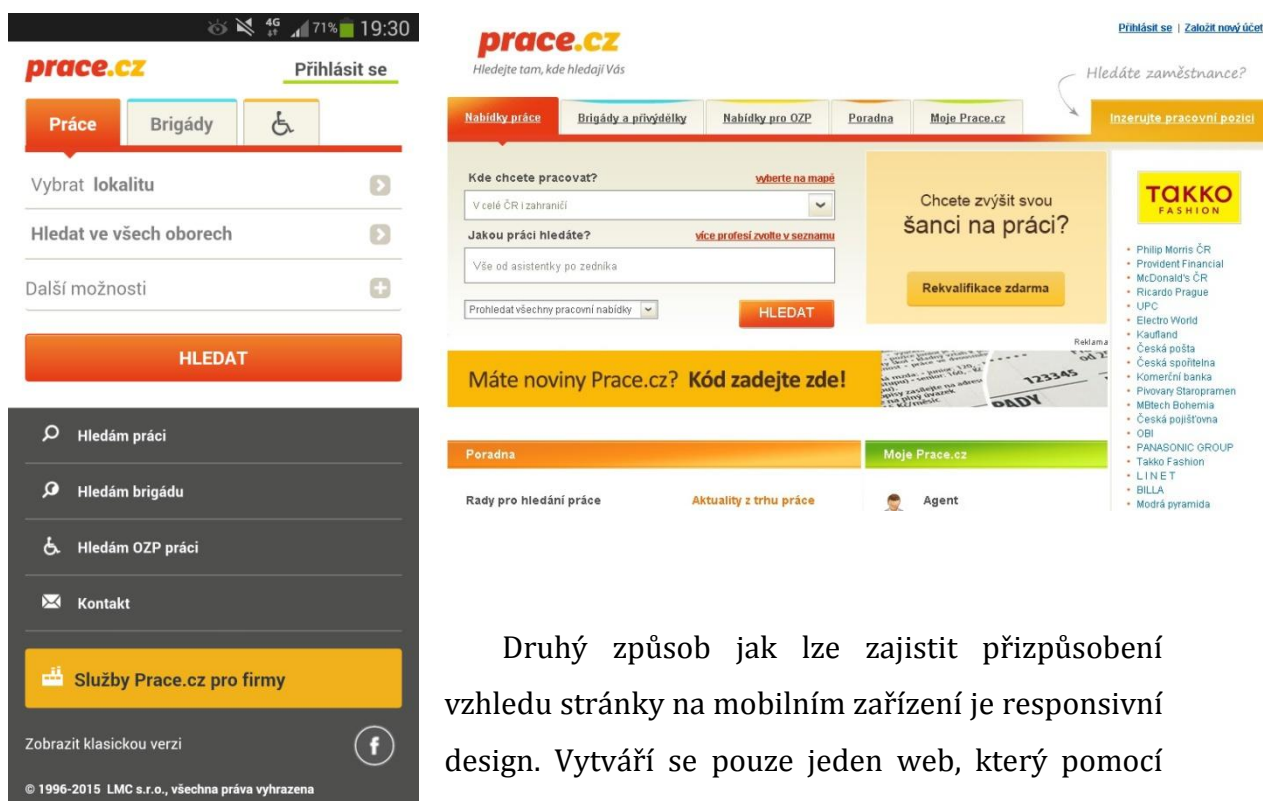 4G 71% 19:30
prace.cz Přihlásit se
Práce Brigády
Vybrat lokalitu
Hledat ve všech oborech
Další možnosti
HLEDAT
Hledám práci
Hledám brigádu
Hledám OZP práci
Kontakt
Služby Prace.cz pro firmy
Zobrazit klasickou verzi
© 1996-2015 LMC s.r.o., všechna práva vyhrazena
Přihlásit se | Založit nový účet
prace.cz
Hledejte tam, kde hledají Vás
Hledáte zaměstnance?
Nabídky práce Brigády a přivýdělky Nabídky pro OZP Poradna Moje Prace.cz Inzerujte pracovní pozici
Kde chcete pracovat? vyberte na mapě
V celé ČR i zahraničí
Jakou práci hledáte? více profesí zvolte v seznamu
Vše od asistentky po zedníka
Prohledat všechny pracovní nabídky HLEDAT
Chcete zvýšit svou
šanci na práci?
Rekvalifikace zdarma
Reklama
Máte noviny Prace.cz? Kód zadejte zde!
123345
PADY
Poradna
Rady pro hledání práce Aktuality z trhu práce
Moje Prace.cz
Agent
TAKKO
FASHION
Philip Morris ČR
Provident Financial
McDonald's ČR
Ricardo Prague
UPC
Electro World
Kaufland
Česká pošta
Česká spořitelna
Komerční banka
Pivovary Staropramen
MBtech Bohemia
Česká pojišťovna
OBI
PANASONIC GROUP
Takko Fashion
L I N E T
BILLA
Modrá pyramida
Druhý způsob jak lze zajistit přizpůsobení
vzhledu stránky na mobilním zařízení je responsivní
design. Vytváří se pouze jeden web, který pomocí